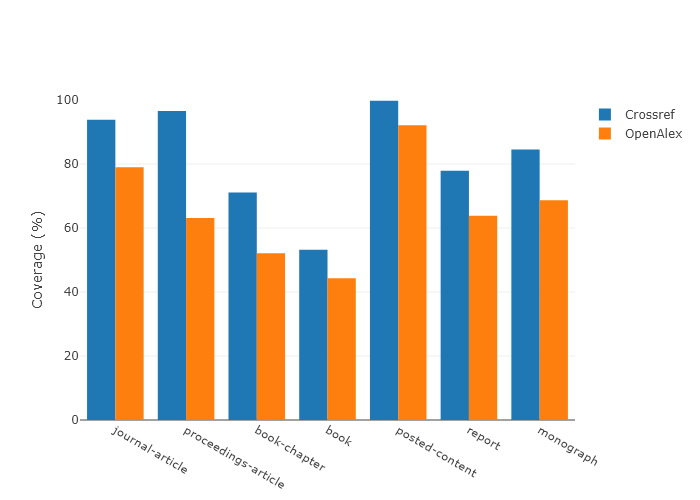 Crossref
OpenAlex
Coverage (%)
100
80
60
40
20
0
journal-article
proceedings-article
book-chapter
book
posted-content
report
monograph